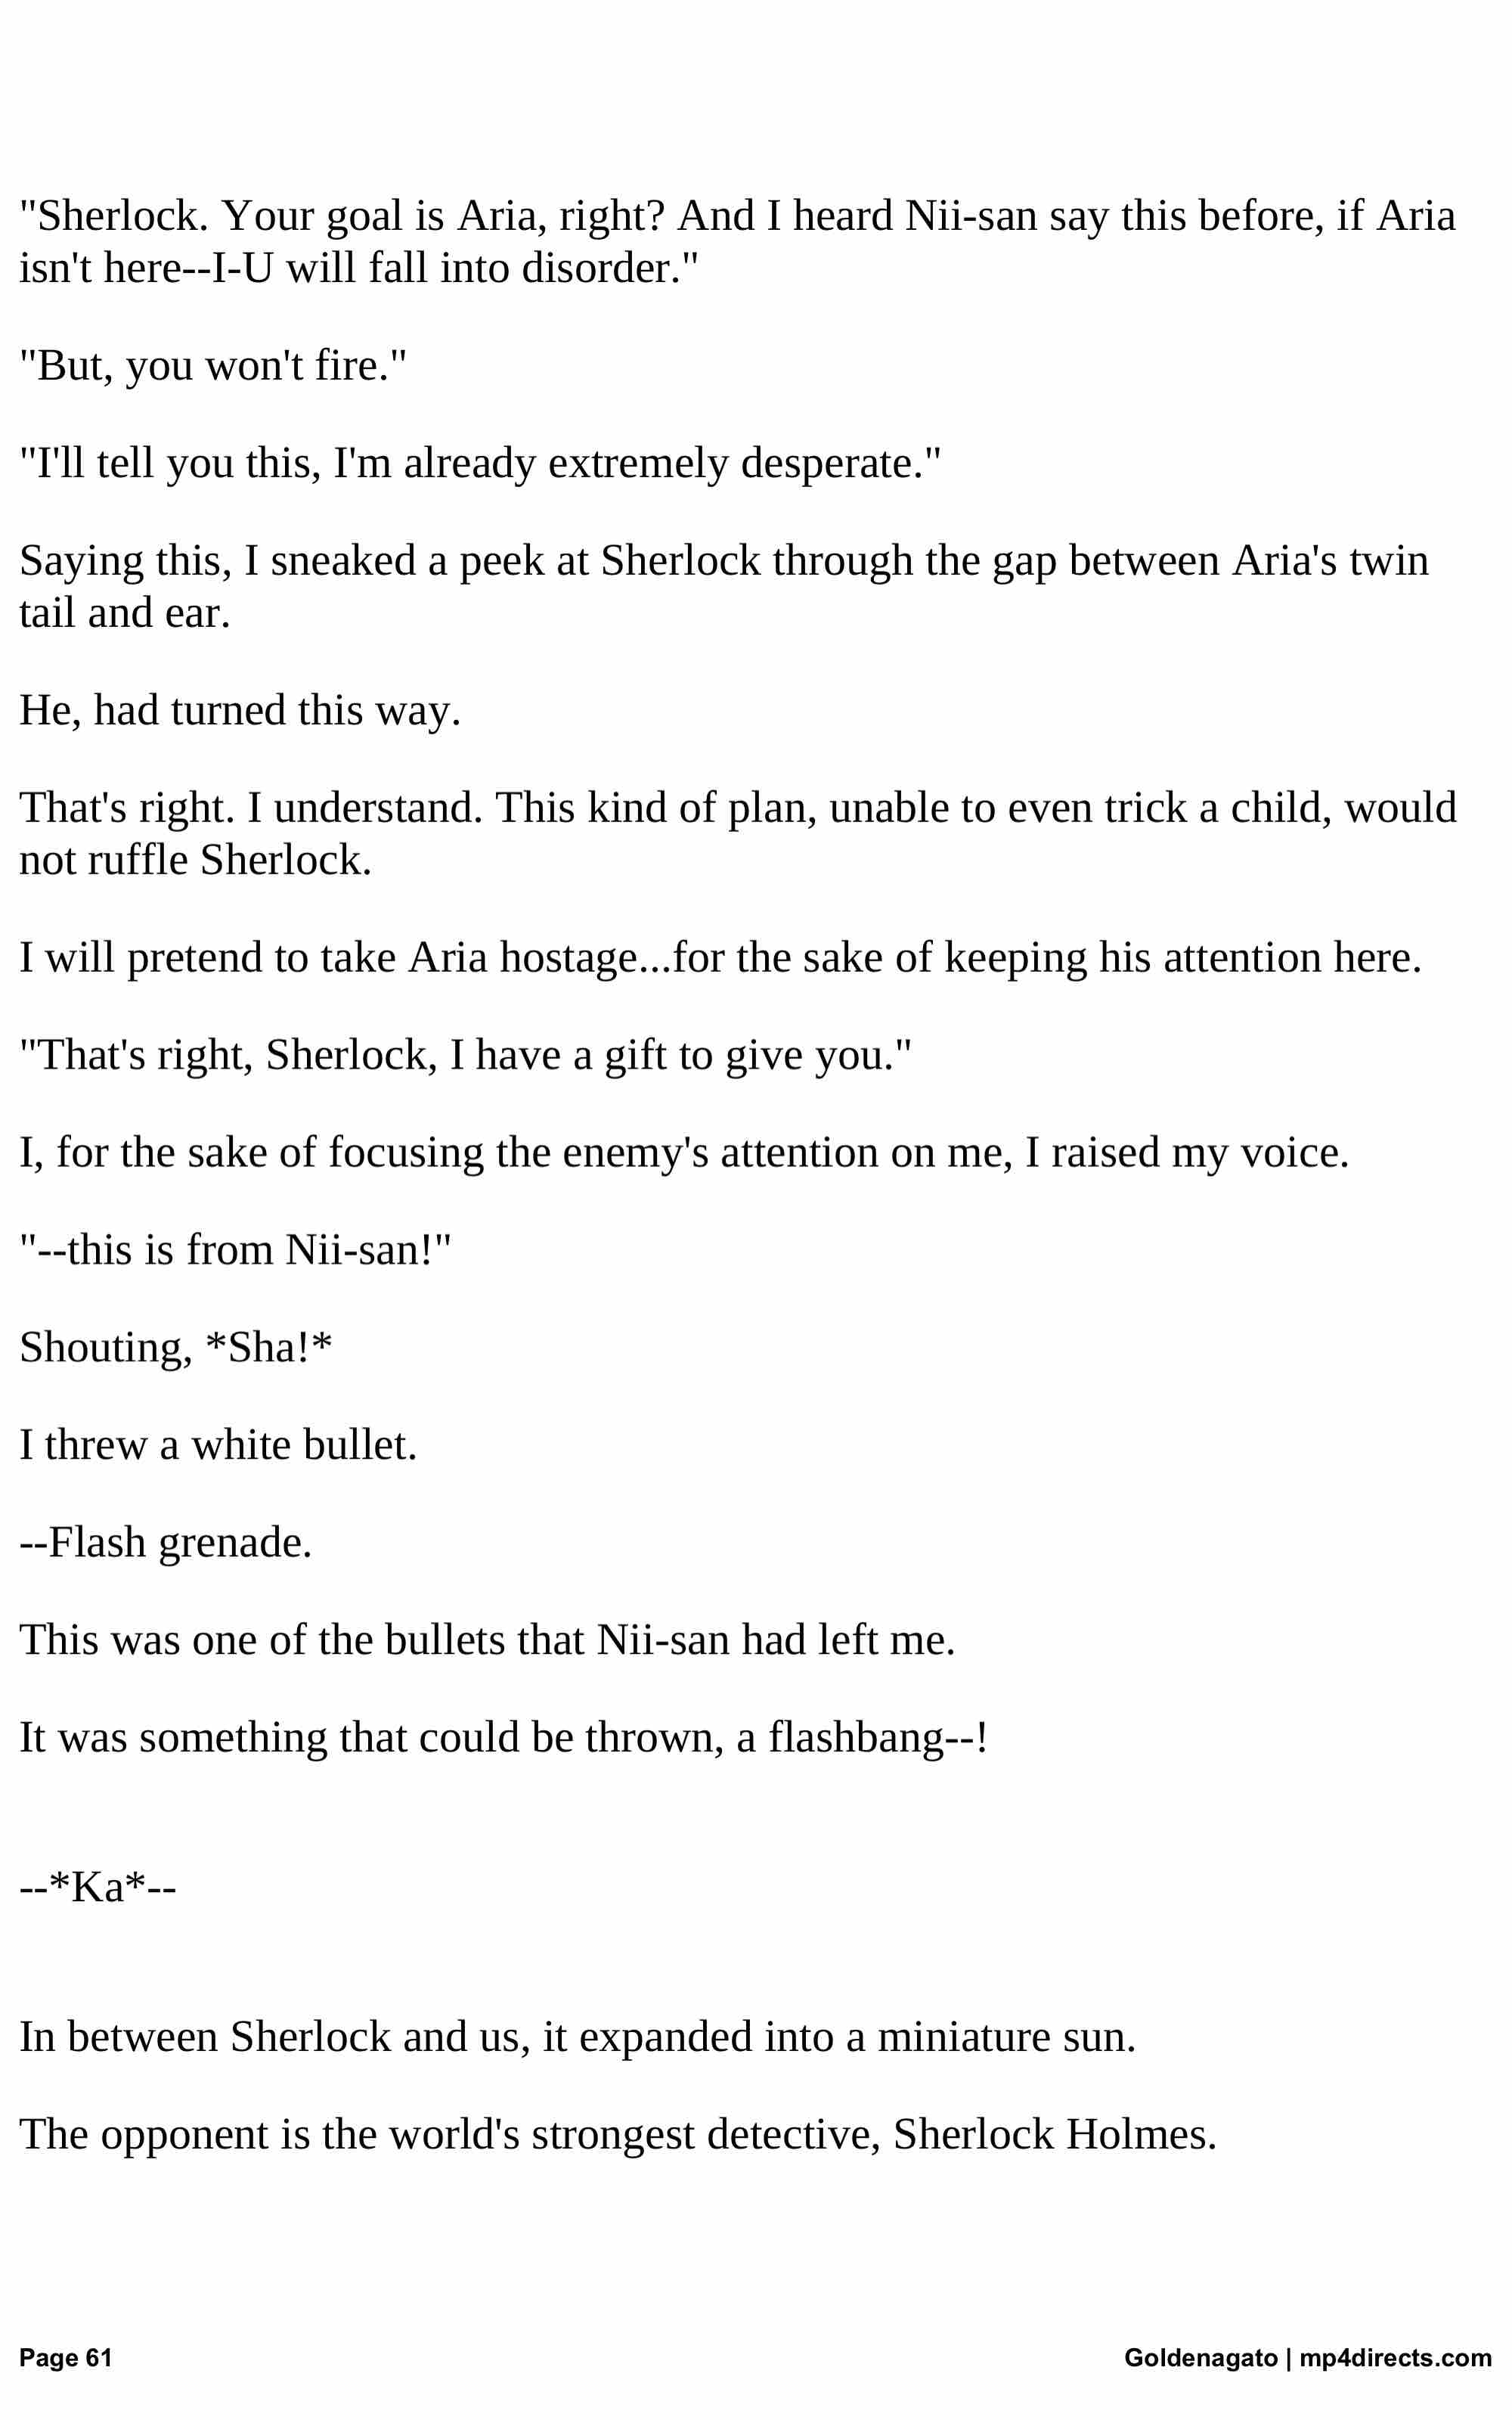 "Sherlock. Your goal is Aria, right? And I heard Nii-san say this before, if Aria
isn't here--I-U will fall into disorder."
"But, you won't fire."
"I'll tell you this, I'm already extremely desperate."
Saying this, I sneaked a peek at Sherlock through the gap between Aria's twin
tail and ear.
He, had turned this way.
That's right. I understand. This kind of plan, unable to even trick a child, would
not ruffle Sherlock.
I will pretend to take Aria hostage...for the sake of keeping his attention here.
"That's right, Sherlock, I have a gift to give you."
I, for the sake of focusing the enemy's attention on me, I raised my voice.
"--this is from Nii-san!"
Shouting, *Sha!*
I threw a white bullet.
--Flash grenade.
This was one of the bullets that Nii-san had left me.
It was something that could be thrown, a flashbang--!
--*Ka*--
In between Sherlock and us, it expanded into a miniature sun.
The opponent is the world's strongest detective, Sherlock Holmes.
Page 61
Goldenagato | mp4directs.com